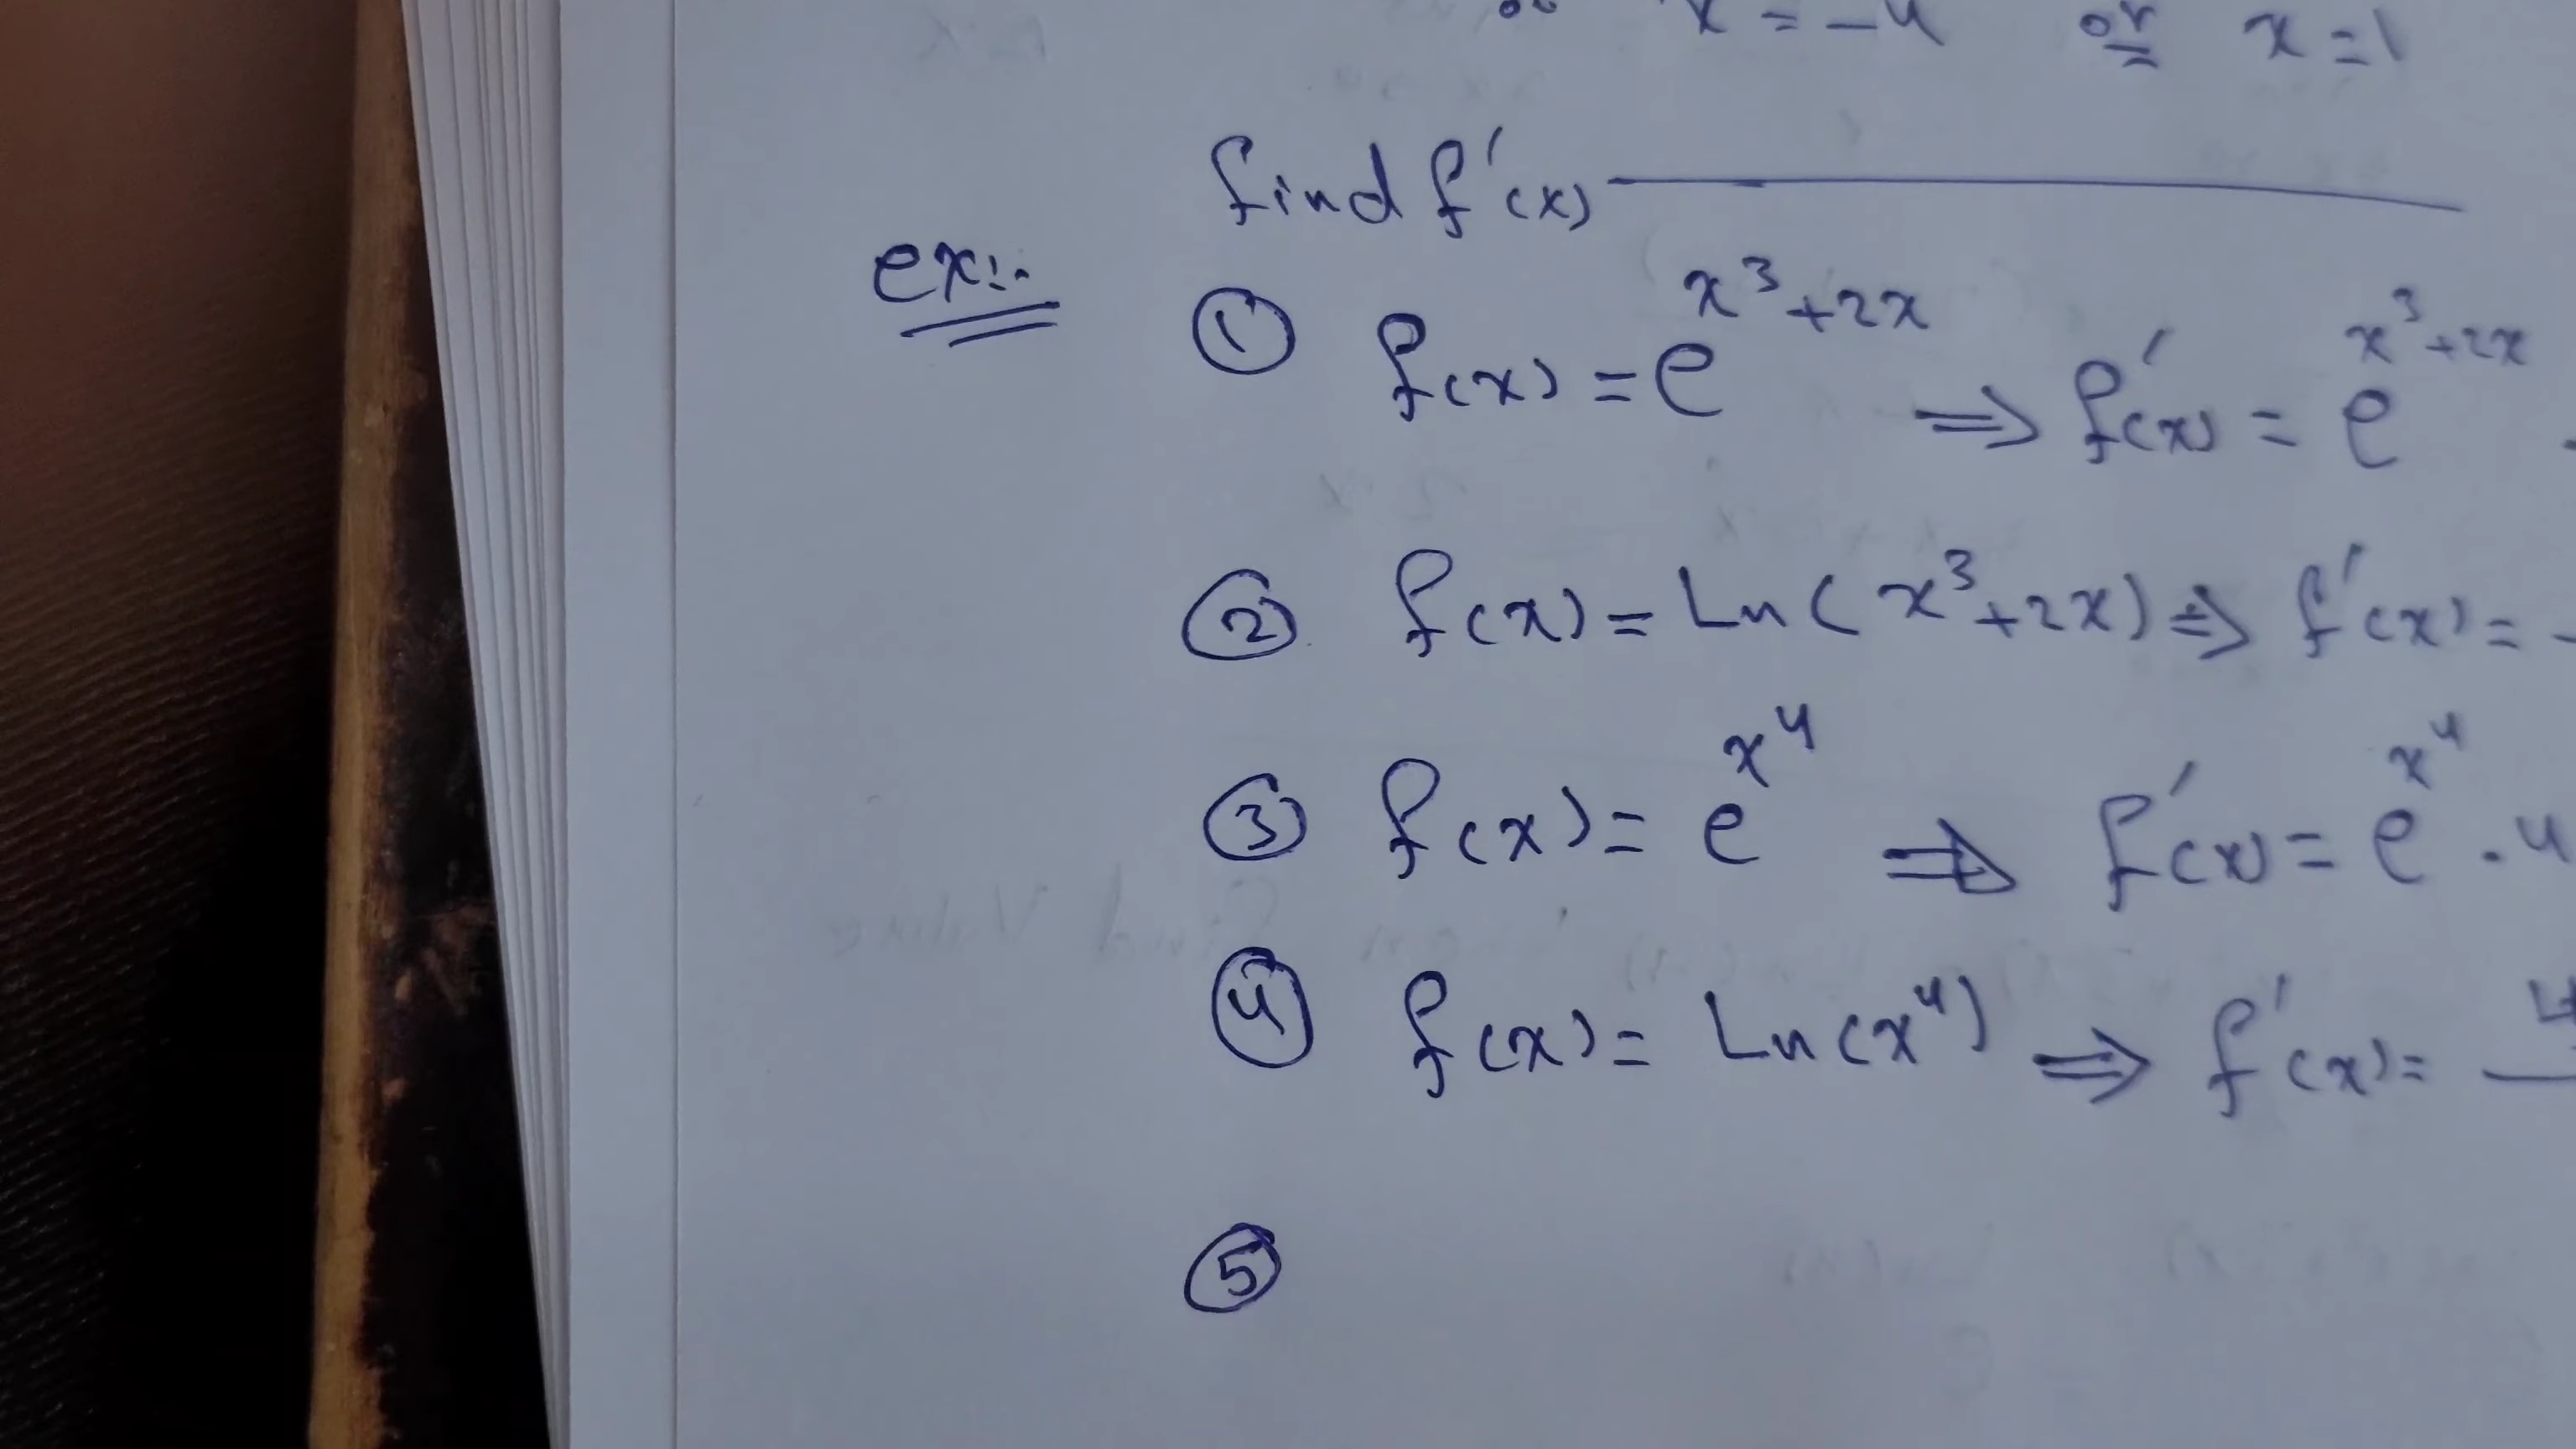 x = -4 or x = 1
find f'(x)
ex:-
① f(x) = e^{x³+2x} ⇒ f'(x) = e^{x³+2x} .
② f(x) = Ln(x³+2x) ⇒ f'(x) =
③ f(x) = e^{x⁴} ⇒ f'(x) = e^{x⁴} . 4
④ f(x) = Ln(x⁴) ⇒ f'(x) = 4
⑤